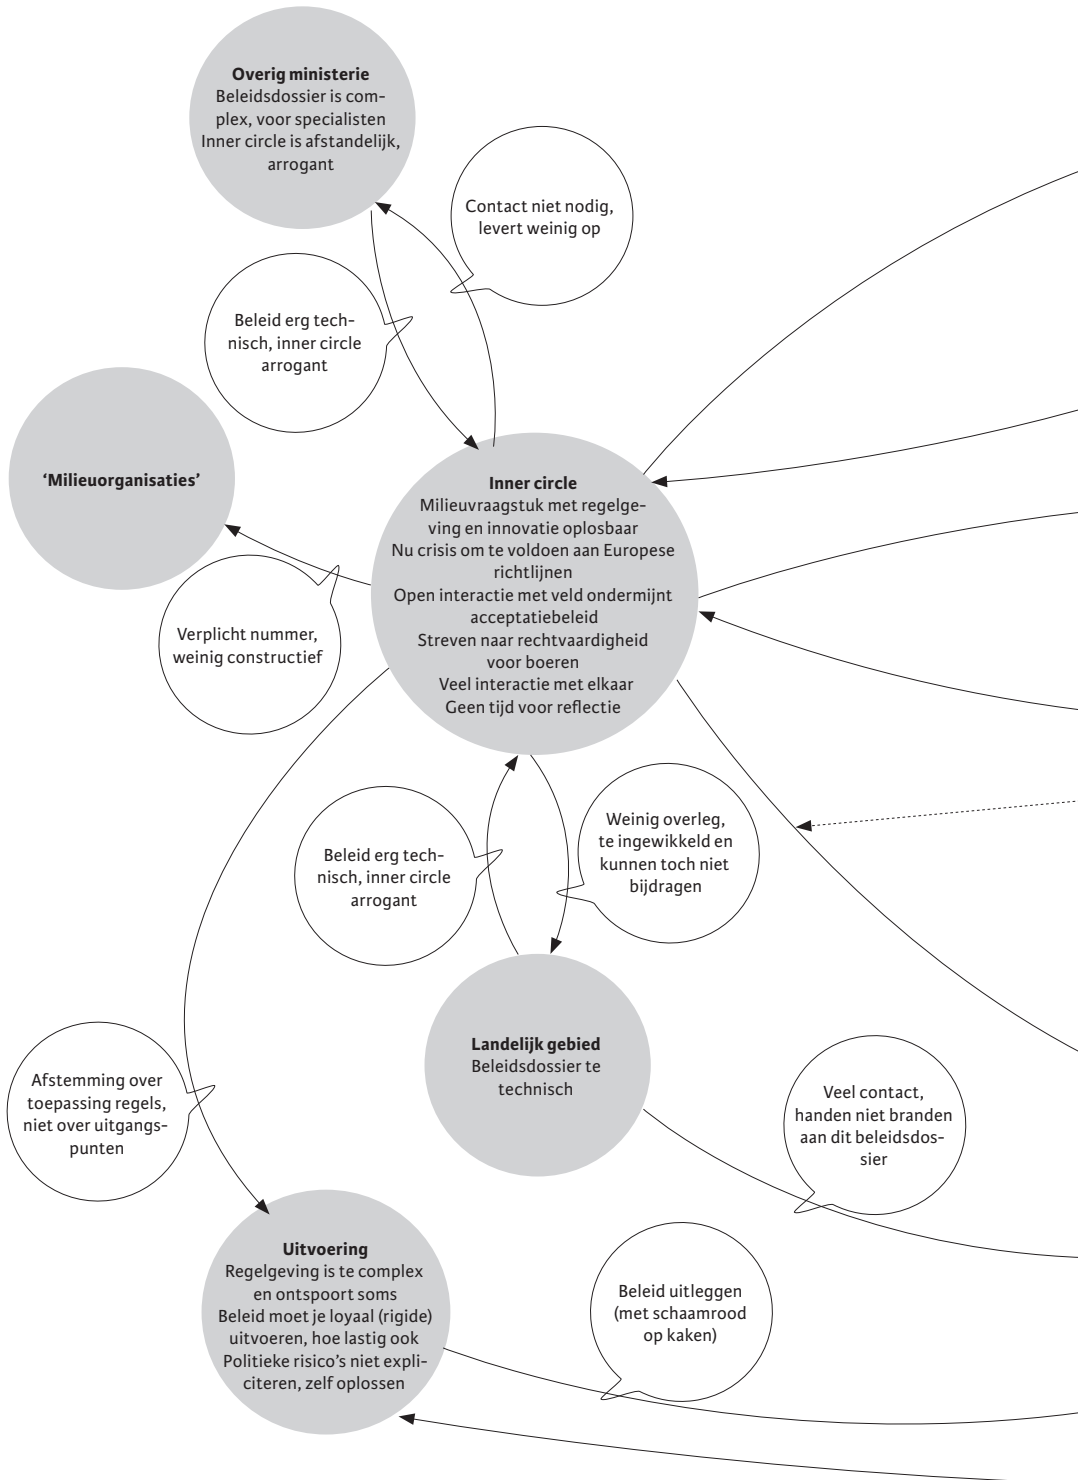 Overig ministerie
Beleidsdossier is com-
plex, voor specialisten
Inner circle is afstandelijk,
arrogant
Contact niet nodig,
levert weinig op
Beleid erg tech-
nisch, inner circle
arrogant
‘Milieuorganisaties’
Inner circle
Milieuvraagstuk met regelge-
ving en innovatie oplosbaar
Nu crisis om te voldoen aan Europese
richtlijnen
Open interactie met veld ondermijnt
acceptatiebeleid
Streven naar rechtvaardigheid
voor boeren
Veel interactie met elkaar
Geen tijd voor reflectie
Verplicht nummer,
weinig constructief
Beleid erg tech-
nisch, inner circle
arrogant
Weinig overleg,
te ingewikkeld en
kunnen toch niet
bijdragen
Landelijk gebied
Beleidsdossier te
technisch
Afstemming over
toepassing regels,
niet over uitgangs-
punten
Veel contact,
handen niet branden
aan dit beleidsdos-
sier
Uitvoering
Regelgeving is te complex
en ontspoort soms
Beleid moet je loyaal (rigide)
uitvoeren, hoe lastig ook
Politieke risico’s niet expli-
citeren, zelf oplossen
Beleid uitleggen
(met schaamrood
op kaken)